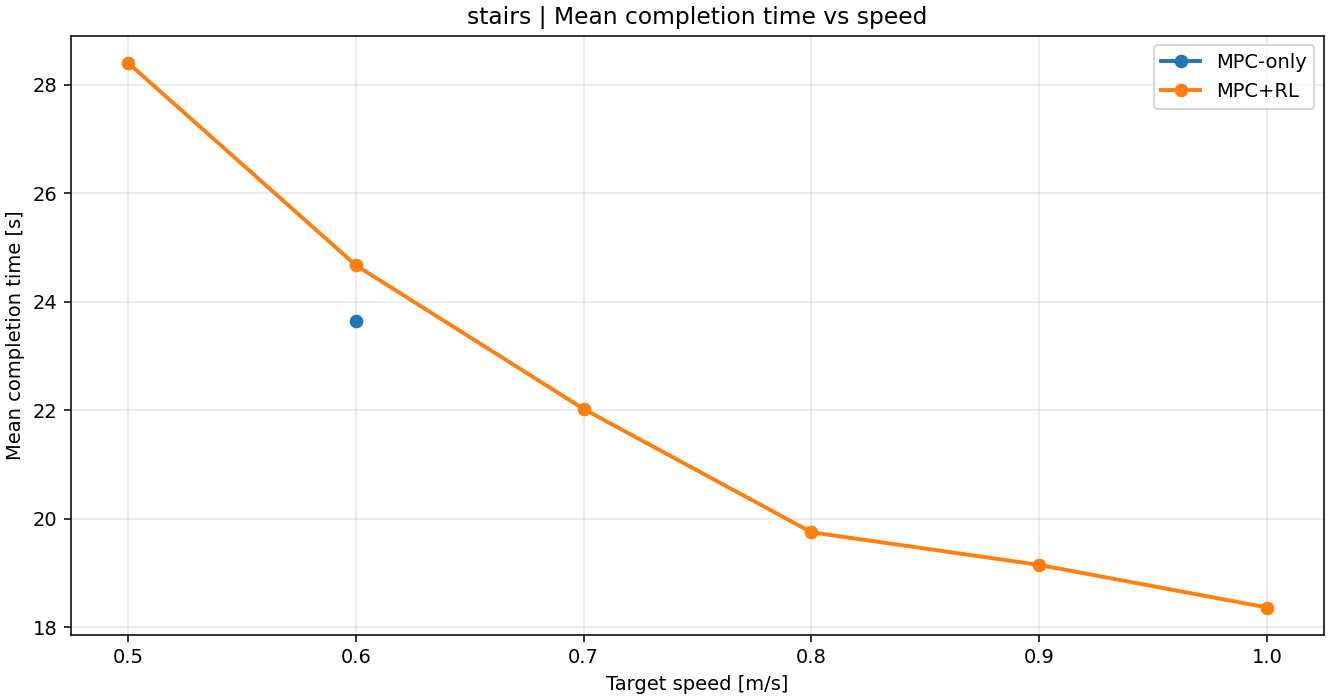 stairs | Mean completion time vs speed
MPC-only
MPC+RL
Mean completion time [s]
28
26
24
22
20
18
0.5 0.6 0.7 0.8 0.9 1.0
Target speed [m/s]